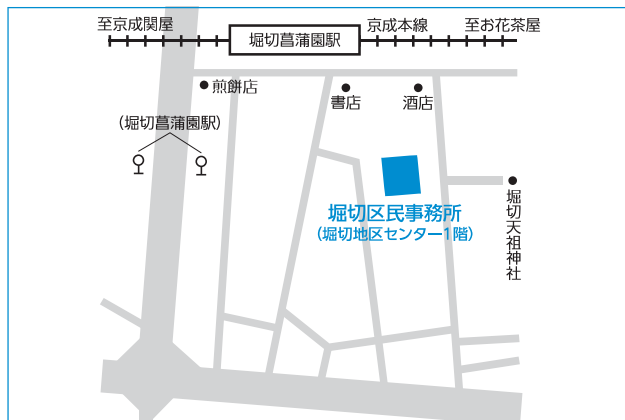 至京成関屋
堀切菖蒲園駅
京成本線
至お花茶屋
煎餅店
書店
酒店
(堀切菖蒲園駅)
堀切区民事務所
(堀切地区センター1階)
堀切天祖神社